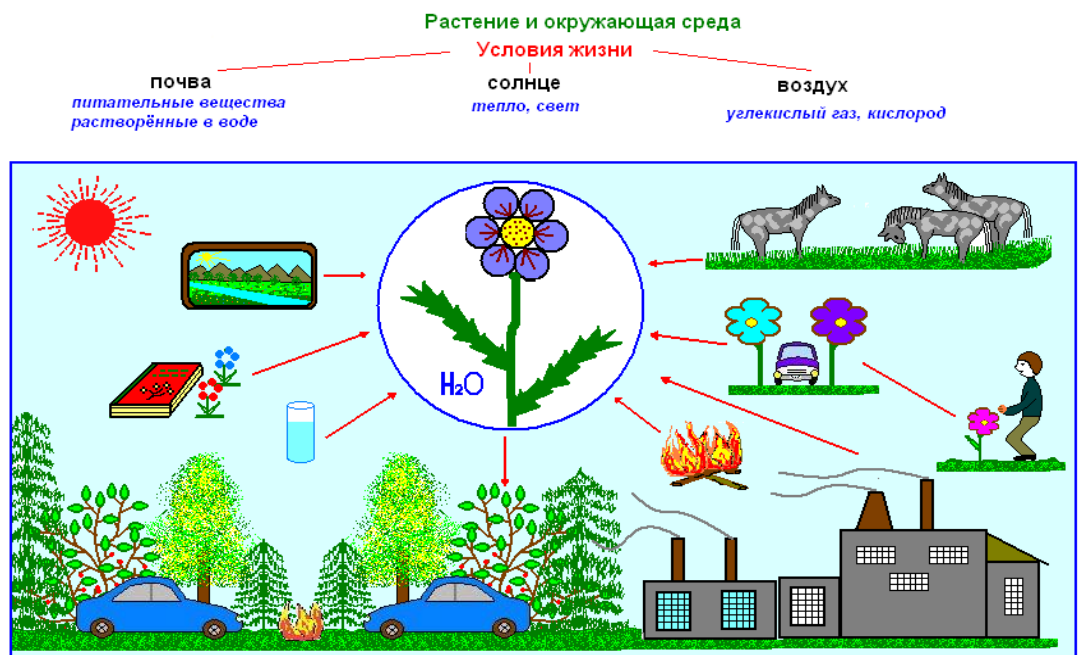 Растение и окружающая среда
Условия жизни
почва
питательные вещества
растворённые в воде
солнце
тепло, свет
воздух
углекислый газ, кислород
H₂O